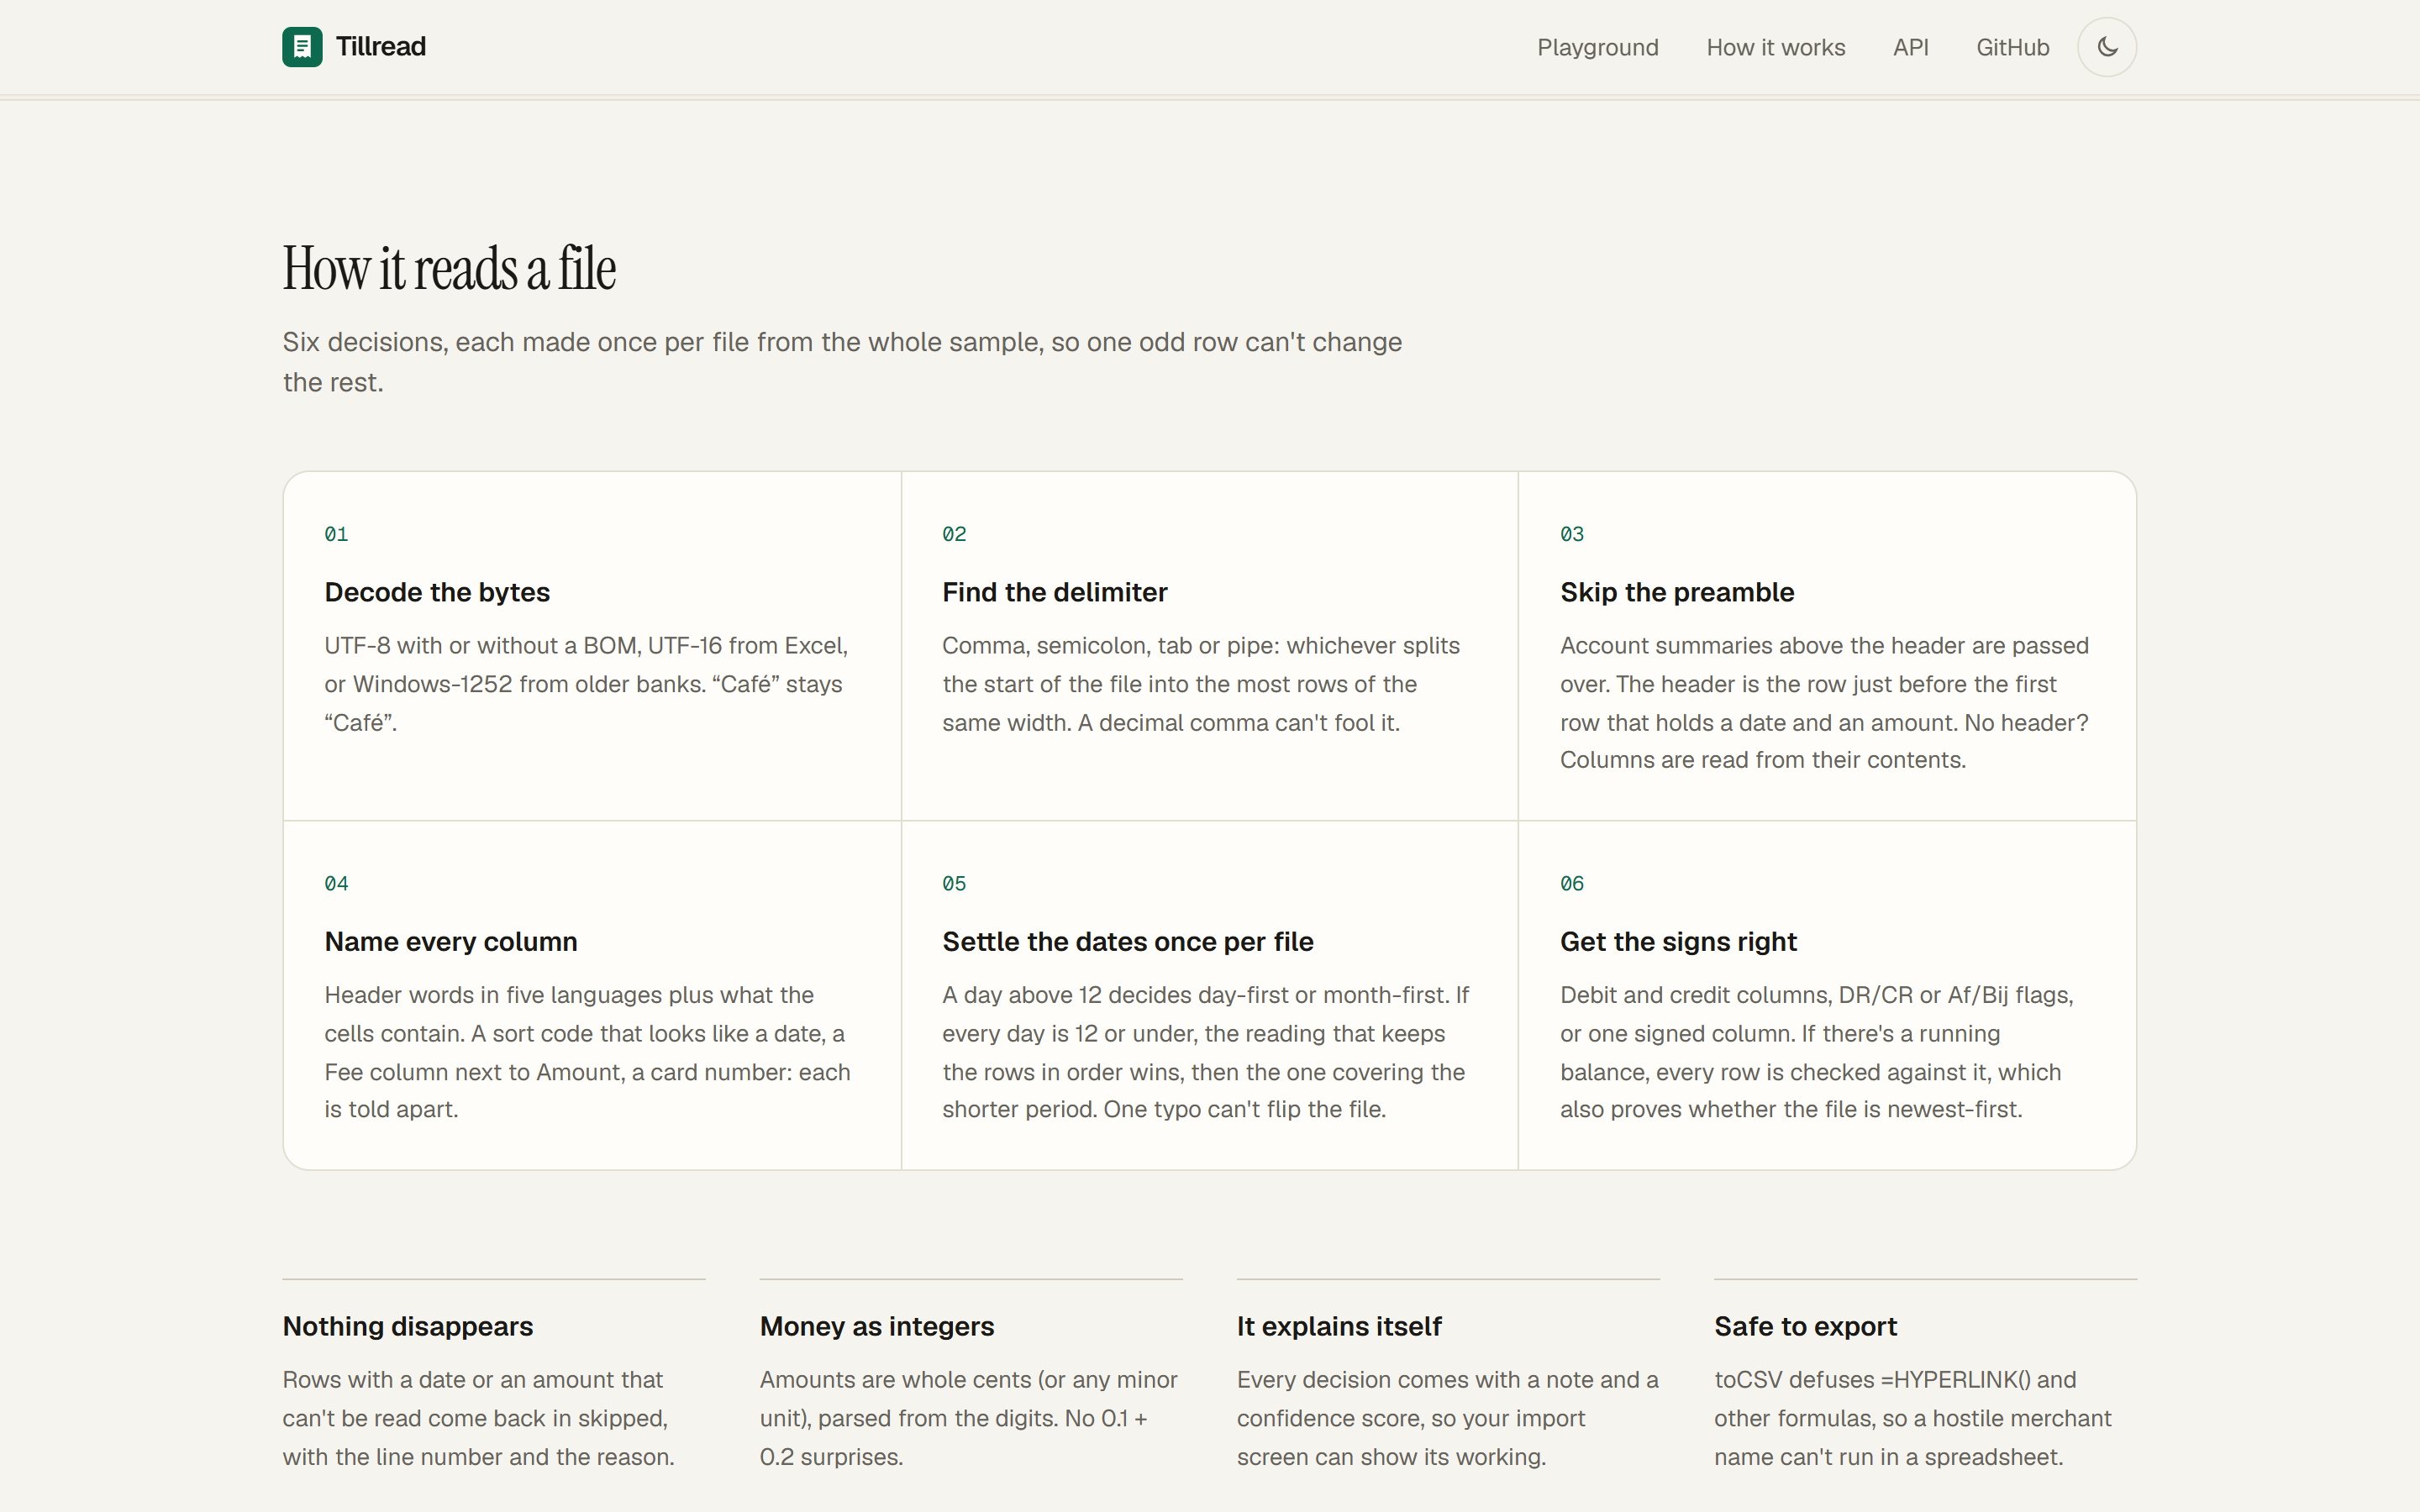 Tillread
Playground
How it works
API
GitHub
How it reads a file
Six decisions, each made once per file from the whole sample, so one odd row can't change
the rest.
01
Decode the bytes
UTF-8 with or without a BOM, UTF-16 from Excel,
or Windows-1252 from older banks. “Café” stays
“Café”.
02
Find the delimiter
Comma, semicolon, tab or pipe: whichever splits
the start of the file into the most rows of the
same width. A decimal comma can't fool it.
03
Skip the preamble
Account summaries above the header are passed
over. The header is the row just before the first
row that holds a date and an amount. No header?
Columns are read from their contents.
04
Name every column
Header words in five languages plus what the
cells contain. A sort code that looks like a date, a
Fee column next to Amount, a card number: each
is told apart.
05
Settle the dates once per file
A day above 12 decides day-first or month-first. If
every day is 12 or under, the reading that keeps
the rows in order wins, then the one covering the
shorter period. One typo can't flip the file.
06
Get the signs right
Debit and credit columns, DR/CR or Af/Bij flags,
or one signed column. If there's a running
balance, every row is checked against it, which
also proves whether the file is newest-first.
Nothing disappears
Rows with a date or an amount that
can't be read come back in skipped,
with the line number and the reason.
Money as integers
Amounts are whole cents (or any minor
unit), parsed from the digits. No 0.1 +
0.2 surprises.
It explains itself
Every decision comes with a note and a
confidence score, so your import
screen can show its working.
Safe to export
toCSV defuses =HYPERLINK() and
other formulas, so a hostile merchant
name can't run in a spreadsheet.